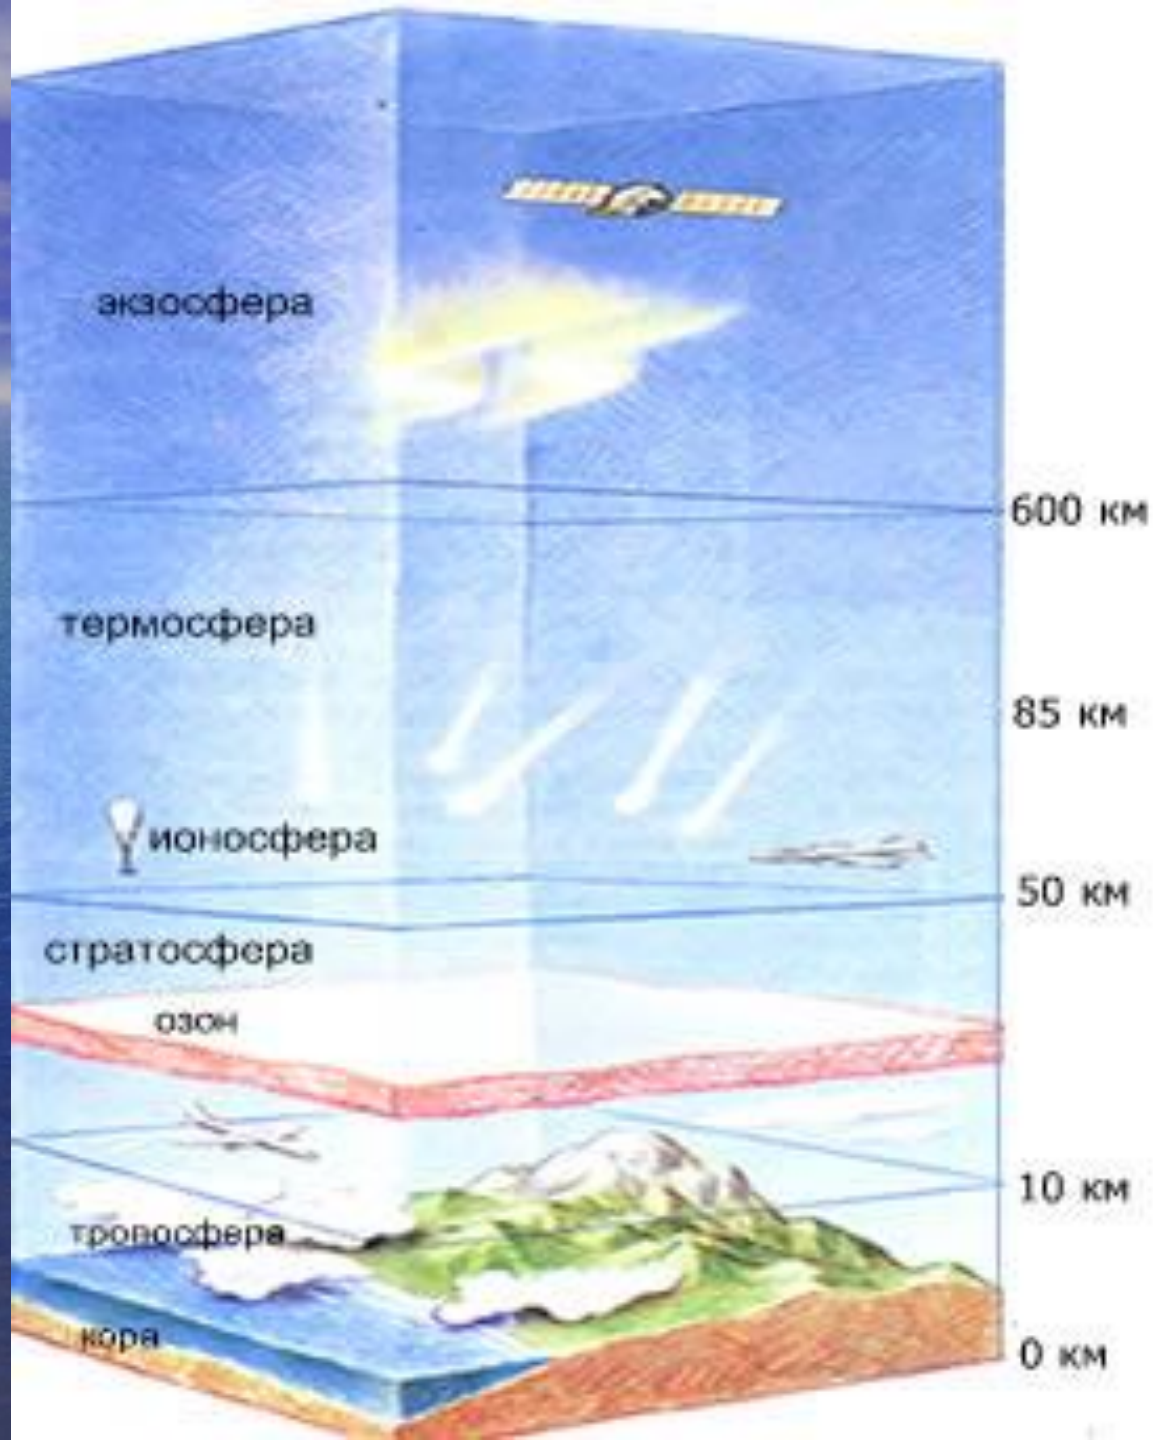 экзосфера
600 км
термосфера
85 км
ионосфера
50 км
стратосфера
озон
10 км
тропосфера
кора
0 км